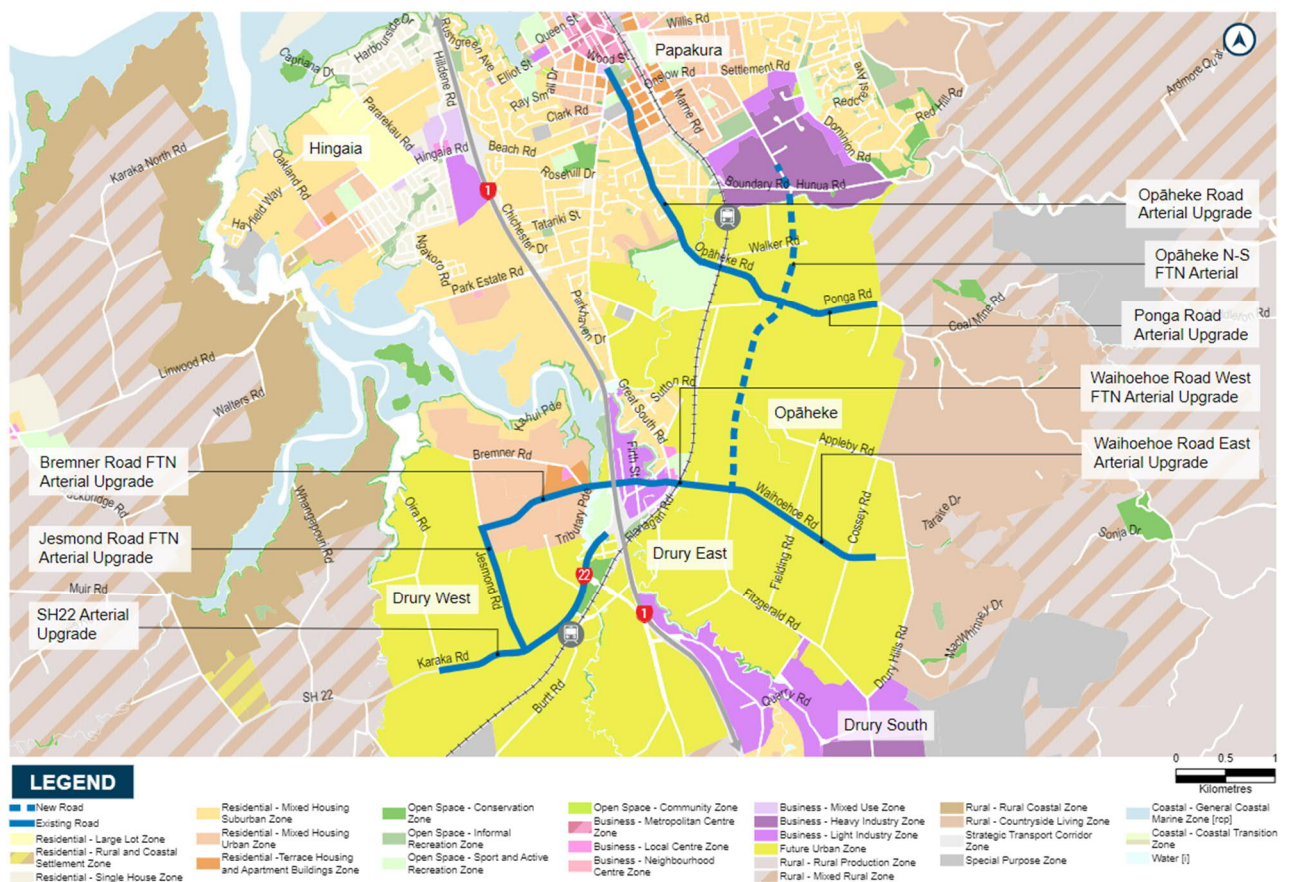 Harbourside Dr
Capriana Dr
Rushgreen Ave
Elliot St
Queen St
Wood St
Willis Rd
Papakura
Onslow Rd
Settlement Rd
Redcrest Ave
Red Hill Rd
Dominion Rd
Hilldene Rd
Ray Small Dr
Clark Rd
Marne Rd
Pararekau Rd
Hingaia
Hingaia Rd
Beach Rd
Rosehill Dr
Karaka North Rd
Oakland Rd
Hayfield Way
1
Chichester Dr
Tatariki St
Ngakoro Rd
Park Estate Rd
Parkhaven Dr
Boundary Rd
Hunua Rd
Walker Rd
Opāheke Rd
Ponga Rd
Coal Mine Rd
Opāheke Road
Arterial Upgrade
Opāheke N-S
FTN Arterial
Ponga Road
Arterial Upgrade
Waihoehoe Road West
FTN Arterial Upgrade
Waihoehoe Road East
Arterial Upgrade
Linwood Rd
Walters Rd
Great South Rd
Sutton Rd
Opāheke
Appleby Rd
Bremner Rd
Firth St
Bremner Road FTN
Arterial Upgrade
Jesmond Road FTN
Arterial Upgrade
SH22 Arterial
Upgrade
Whangapouri Rd
Oira Rd
Tributary Pde
Flanagan Rd
Waihoehoe Rd
Cossey Rd
Drury East
Fielding Rd
Tararse Dr
Sonja Dr
Muir Rd
Drury West
Jesmond Rd
22
1
Fitzgerald Rd
MacWhinney Dr
Karaka Rd
SH 22
Burtt Rd
Drury Hills Rd
Quarry Rd
Drury South
LEGEND
0 0.5 1
Kilometres
New Road
Existing Road
Residential - Large Lot Zone
Residential - Rural and Coastal
Settlement Zone
Residential - Single House Zone
Residential - Mixed Housing
Suburban Zone
Residential - Mixed Housing
Urban Zone
Residential -Terrace Housing
and Apartment Buildings Zone
Open Space - Conservation
Zone
Open Space - Informal
Recreation Zone
Open Space - Sport and Active
Recreation Zone
Open Space - Community Zone
Business - Metropolitan Centre
Zone
Business - Local Centre Zone
Business - Neighbourhood
Centre Zone
Business - Mixed Use Zone
Business - Heavy Industry Zone
Business - Light Industry Zone
Future Urban Zone
Rural - Rural Production Zone
Rural - Mixed Rural Zone
Rural - Rural Coastal Zone
Rural - Countryside Living Zone
Strategic Transport Corridor
Zone
Special Purpose Zone
Coastal - General Coastal
Marine Zone [rcp]
Coastal - Coastal Transition
Zone
Water [i]